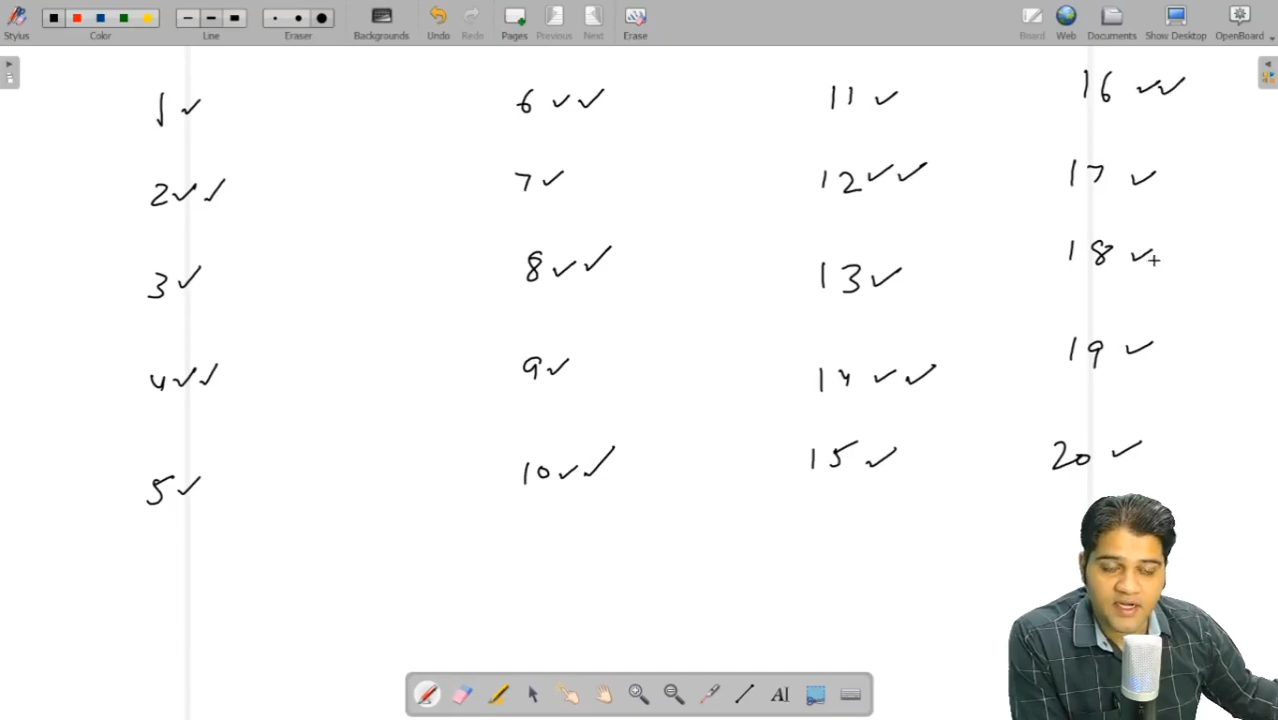 Stylus Color Line Eraser Backgrounds Undo Redo Pages Previous Next Erase Board Web Documents Show Desktop OpenBoard
1 ✓
2 ✓ ✓
3 ✓
4 ✓ ✓
5 ✓
6 ✓ ✓
7 ✓
8 ✓ ✓
9 ✓
10 ✓ ✓
11 ✓
12 ✓ ✓
13 ✓
14 ✓ ✓
15 ✓
16 ✓ ✓
17 ✓
18 ✓
19 ✓
20 ✓
AI